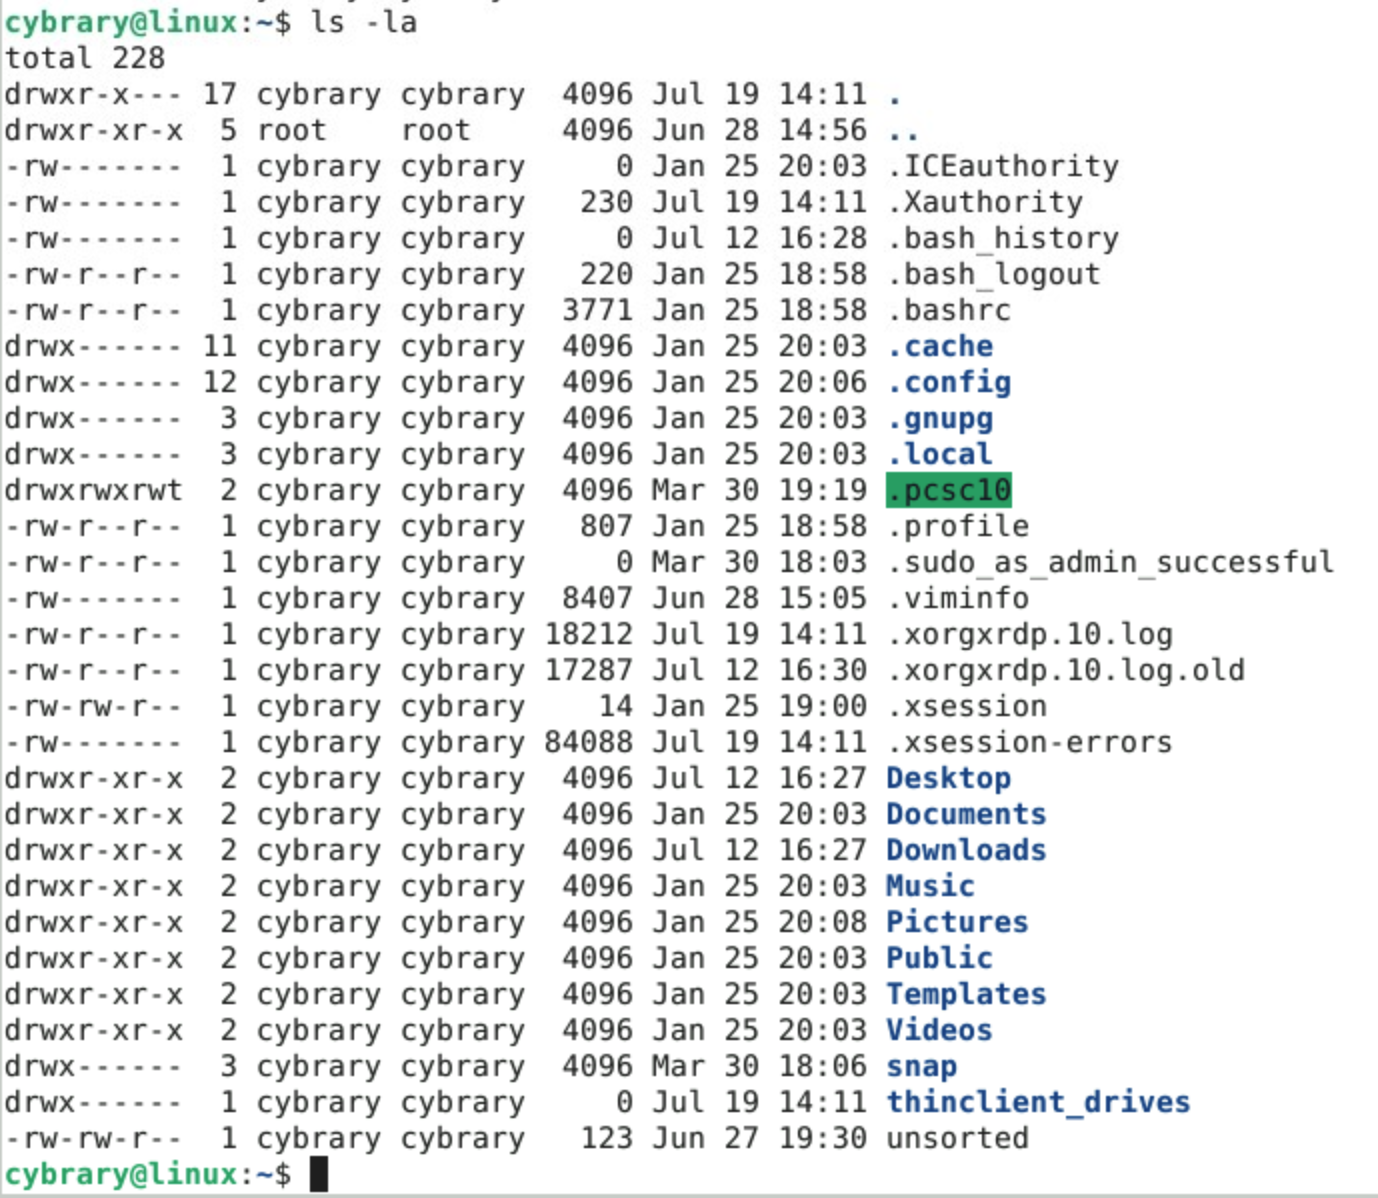 cybrary@linux:~$ ls -la
total 228
drwxr-x--- 17 cybrary cybrary  4096 Jul 19 14:11 .
drwxr-xr-x  5 root    root     4096 Jun 28 14:56 ..
-rw-------  1 cybrary cybrary     0 Jan 25 20:03 .ICEauthority
-rw-------  1 cybrary cybrary   230 Jul 19 14:11 .Xauthority
-rw-------  1 cybrary cybrary     0 Jul 12 16:28 .bash_history
-rw-r--r--  1 cybrary cybrary   220 Jan 25 18:58 .bash_logout
-rw-r--r--  1 cybrary cybrary  3771 Jan 25 18:58 .bashrc
drwx------ 11 cybrary cybrary  4096 Jan 25 20:03 .cache
drwx------ 12 cybrary cybrary  4096 Jan 25 20:06 .config
drwx------  3 cybrary cybrary  4096 Jan 25 20:03 .gnupg
drwx------  3 cybrary cybrary  4096 Jan 25 20:03 .local
drwxrwxrwt  2 cybrary cybrary  4096 Mar 30 19:19 .pcsc10
-rw-r--r--  1 cybrary cybrary   807 Jan 25 18:58 .profile
-rw-r--r--  1 cybrary cybrary     0 Mar 30 18:03 .sudo_as_admin_successful
-rw-------  1 cybrary cybrary  8407 Jun 28 15:05 .viminfo
-rw-r--r--  1 cybrary cybrary 18212 Jul 19 14:11 .xorgxrdp.10.log
-rw-r--r--  1 cybrary cybrary 17287 Jul 12 16:30 .xorgxrdp.10.log.old
-rw-rw-r--  1 cybrary cybrary    14 Jan 25 19:00 .xsession
-rw-------  1 cybrary cybrary 84088 Jul 19 14:11 .xsession-errors
drwxr-xr-x  2 cybrary cybrary  4096 Jul 12 16:27 Desktop
drwxr-xr-x  2 cybrary cybrary  4096 Jan 25 20:03 Documents
drwxr-xr-x  2 cybrary cybrary  4096 Jul 12 16:27 Downloads
drwxr-xr-x  2 cybrary cybrary  4096 Jan 25 20:03 Music
drwxr-xr-x  2 cybrary cybrary  4096 Jan 25 20:08 Pictures
drwxr-xr-x  2 cybrary cybrary  4096 Jan 25 20:03 Public
drwxr-xr-x  2 cybrary cybrary  4096 Jan 25 20:03 Templates
drwxr-xr-x  2 cybrary cybrary  4096 Jan 25 20:03 Videos
drwx------  3 cybrary cybrary  4096 Mar 30 18:06 snap
drwx------  1 cybrary cybrary     0 Jul 19 14:11 thinclient_drives
-rw-rw-r--  1 cybrary cybrary   123 Jun 27 19:30 unsorted
cybrary@linux:~$